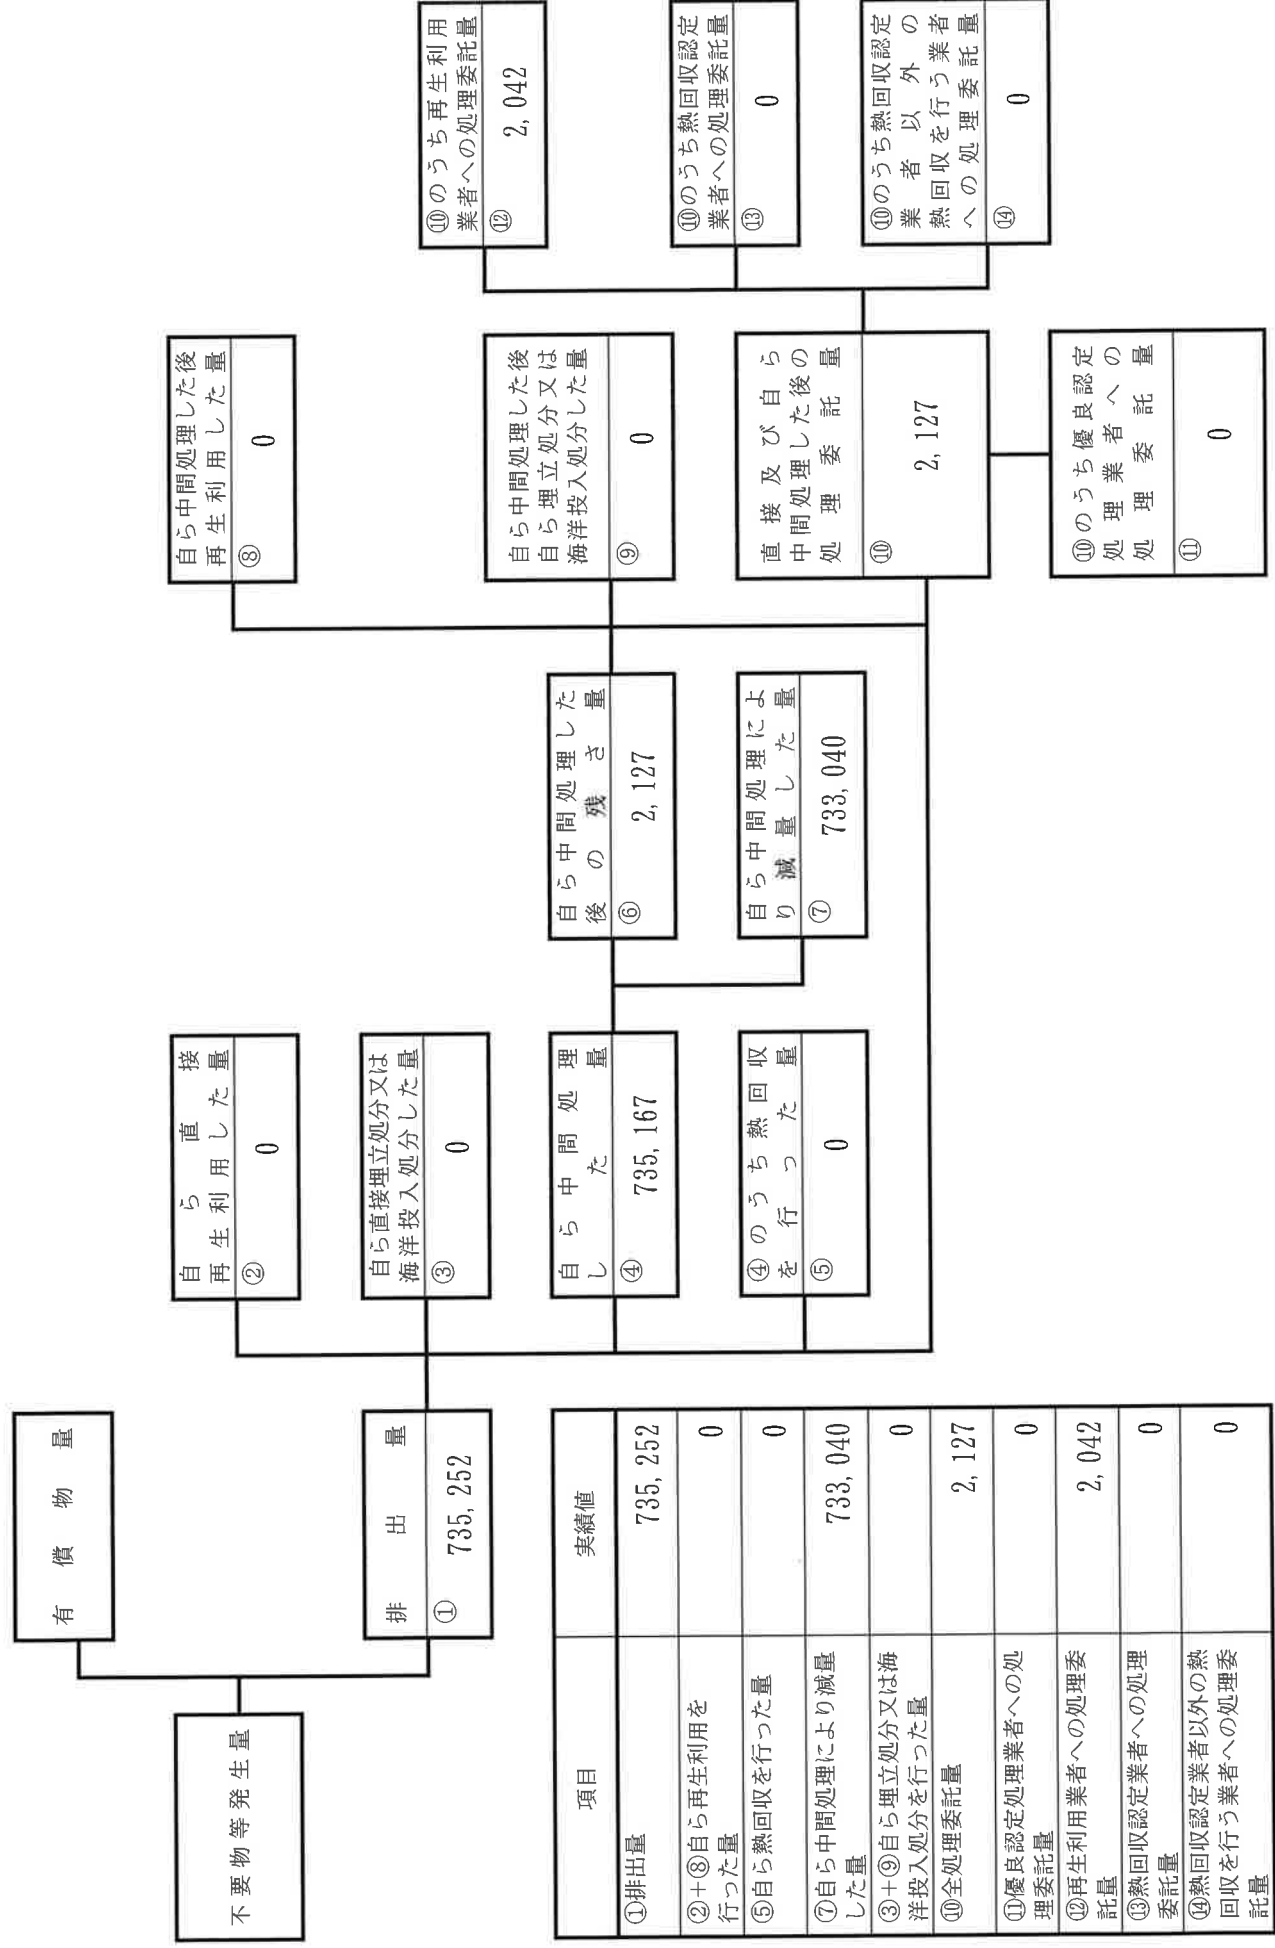 不要物等発生量
有償物量
排出量
① 735,252
自ら直接
再生利用した量
② 0
自ら直接埋立処分又は
海洋投入処分した量
③ 0
自ら中間処理
した量
④ 735,167
④のうち熱回収
を行った量
⑤ 0
自ら中間処理した
後の残さ量
⑥ 2,127
自ら中間処理によ
り減量した量
⑦ 733,040
自ら中間処理した後
再生利用した量
⑧ 0
自ら中間処理した後
自ら埋立処分又は
海洋投入処分した量
⑨ 0
直接及び自ら
中間処理した後の
処理委託量
⑩ 2,127
⑩のうち優良認定
処理業者への
処理委託量
⑪ 0
⑩のうち再生利用
業者への処理委託量
⑫ 2,042
⑩のうち熱回収認定
業者への処理委託量
⑬ 0
⑩のうち熱回収認定
業者以外の
熱回収を行う業者
への処理委託量
⑭ 0
項目 実績値
①排出量 735,252
②+⑧自ら再生利用を
行った量 0
⑤自ら熱回収を行った量 0
⑦自ら中間処理により減量
した量 733,040
③+⑨自ら埋立処分又は海
洋投入処分を行った量 0
⑩全処理委託量 2,127
⑪優良認定処理業者への処
理委託量 0
⑫再生利用業者への処理委
託量 2,042
⑬熱回収認定業者への処理
委託量 0
⑭熱回収認定業者以外の熱
回収を行う業者への処理委
託量 0